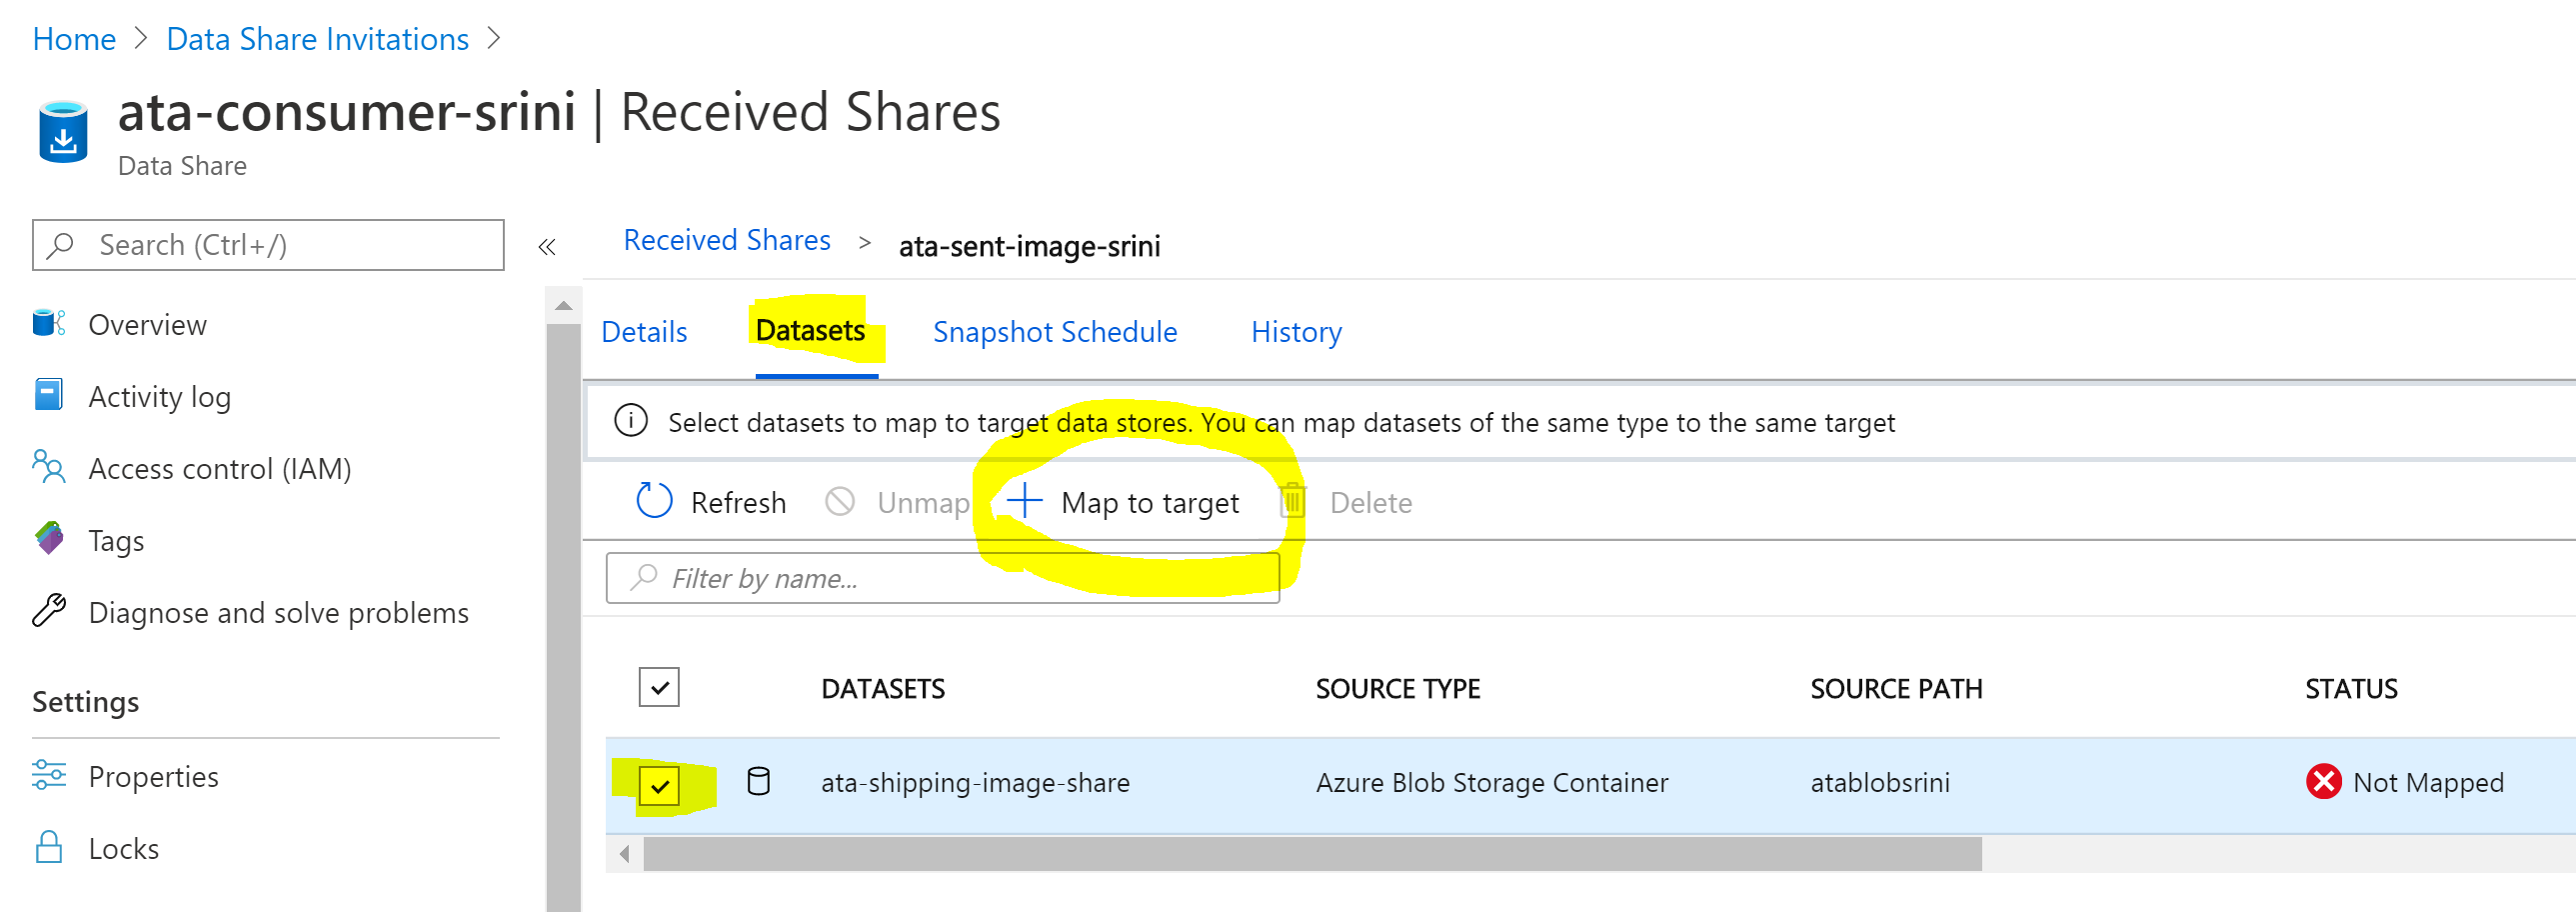 Home > Data Share Invitations >
ata-consumer-srini | Received Shares
Data Share
Search (Ctrl+/)
«
Overview
Activity log
Access control (IAM)
Tags
Diagnose and solve problems
Settings
Properties
Locks
Received Shares > ata-sent-image-srini
Details Datasets Snapshot Schedule History
Select datasets to map to target data stores. You can map datasets of the same type to the same target
Refresh Unmap Map to target Delete
Filter by name...
DATASETS SOURCE TYPE SOURCE PATH STATUS
ata-shipping-image-share Azure Blob Storage Container atablobsrini Not Mapped